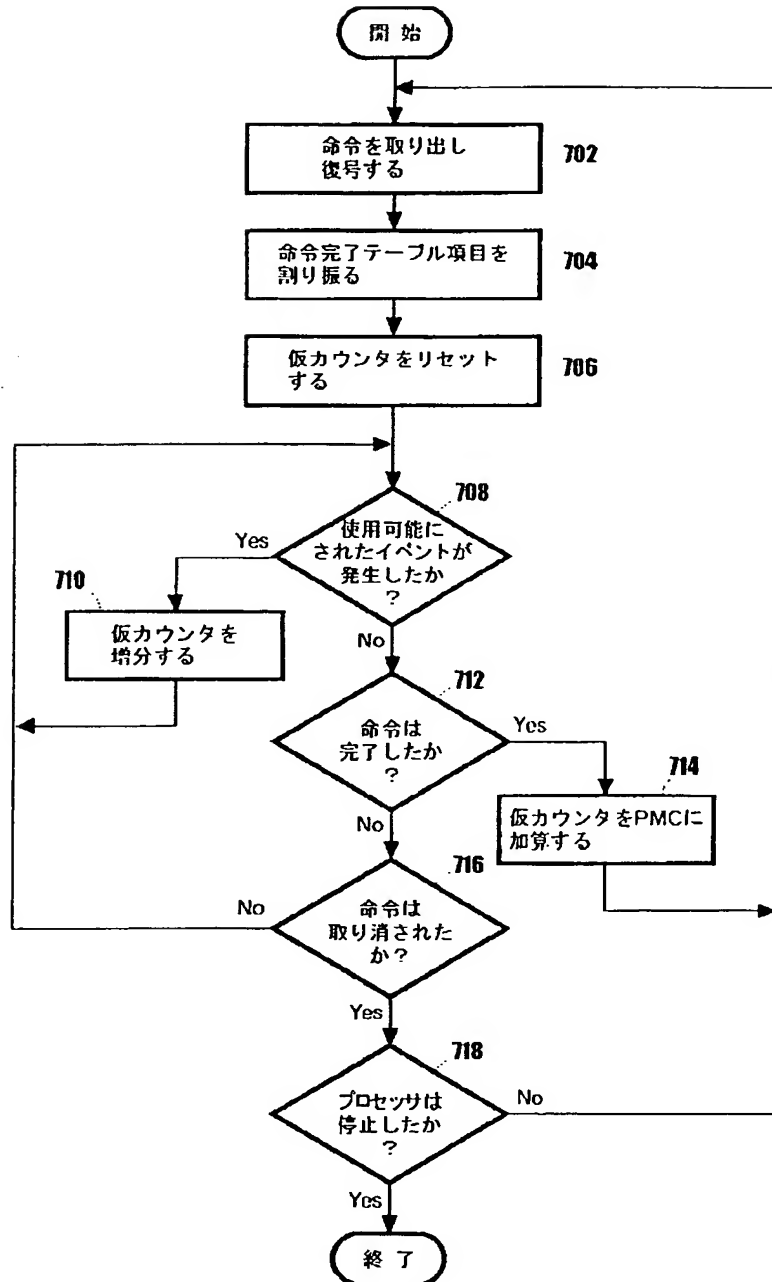 開始
命令を取り出し
復号する
702
命令完了テーブル項目を
割り振る
704
仮カウンタをリセット
する
706
708
使用可能に
されたイベントが
発生したか
?
Yes
710
仮カウンタを
増分する
No
712
命令は
完了したか
?
Yes
714
仮カウンタをPMCに
加算する
No
716
命令は
取り消された
か?
No
Yes
718
プロセッサは
停止したか
?
No
Yes
終了